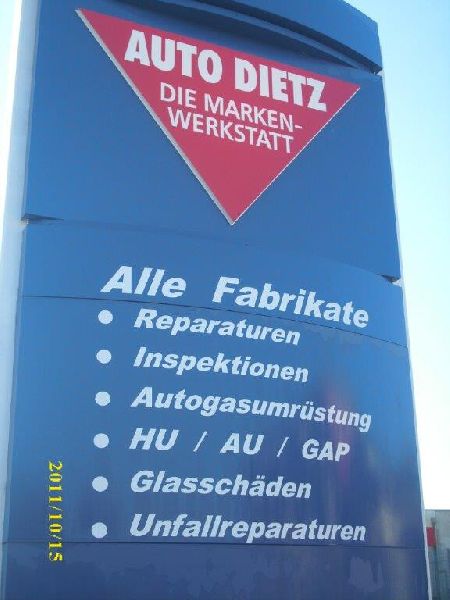 AUTO DIETZ
DIE MARKEN-
WERKSTATT
Alle Fabrikate
• Reparaturen
• Inspektionen
• Autogasumrüstung
• HU / AU / GAP
• Glasschäden
• Unfallreparaturen
2011/10/15